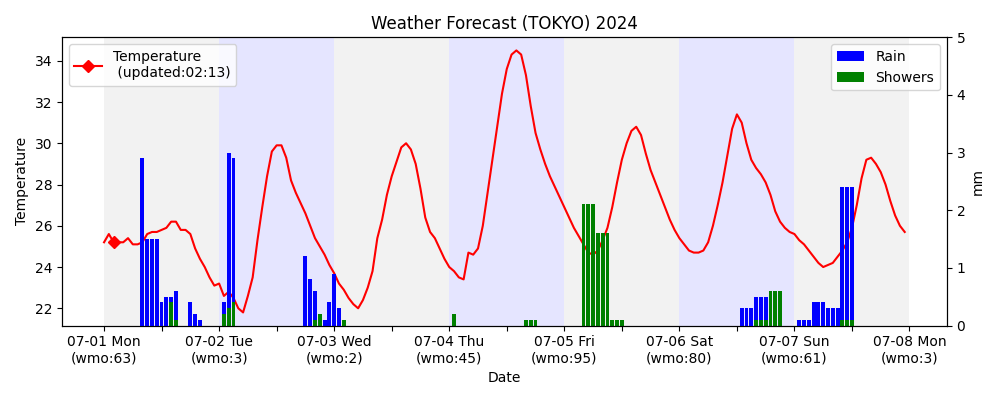 Weather Forecast (TOKYO) 2024
Temperature
(updated:02:13)
Rain
Showers
34
32
30
28
26
24
22
Temperature
5
4
3
2
1
0
mm
07-01 Mon
(wmo:63)
07-02 Tue
(wmo:3)
07-03 Wed
(wmo:2)
07-04 Thu
(wmo:45)
07-05 Fri
(wmo:95)
07-06 Sat
(wmo:80)
07-07 Sun
(wmo:61)
07-08 Mon
(wmo:3)
Date